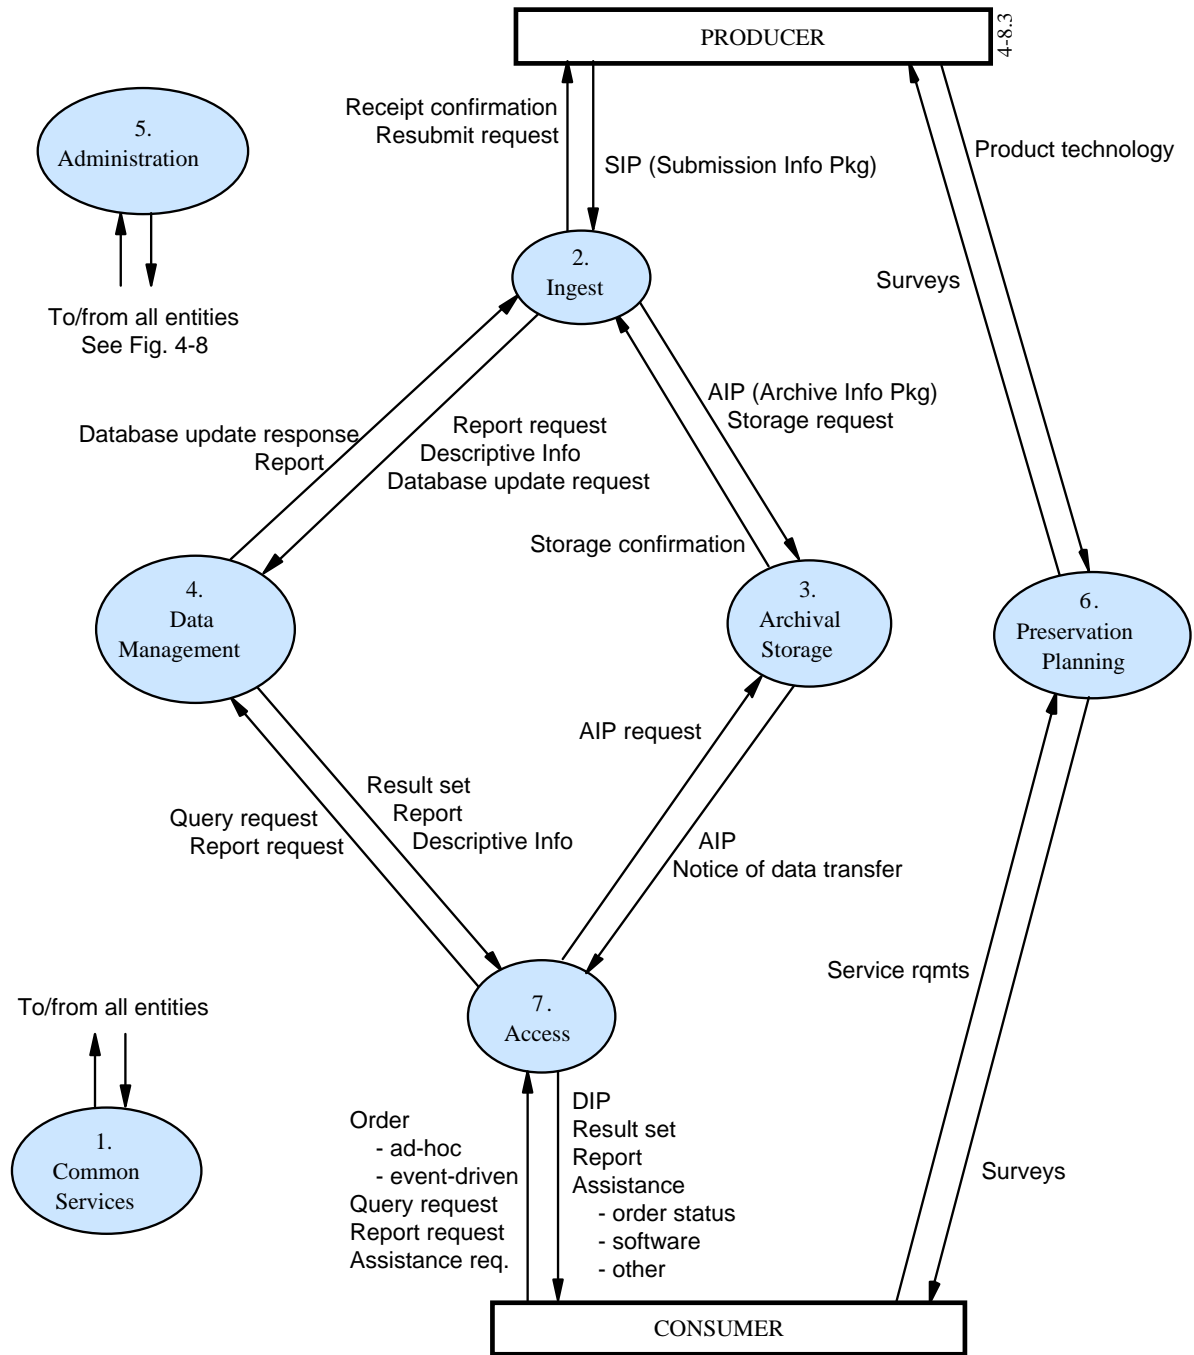 PRODUCER
4-8.3
Receipt confirmation
Resubmit request
SIP (Submission Info Pkg)
Product technology
5.
Administration
To/from all entities
See Fig. 4-8
2.
Ingest
Surveys
AIP (Archive Info Pkg)
Storage request
Database update response
Report
Report request
Descriptive Info
Database update request
Storage confirmation
4.
Data
Management
3.
Archival
Storage
6.
Preservation
Planning
AIP request
Result set
Report
Descriptive Info
Query request
Report request
AIP
Notice of data transfer
Service rqmts
7.
Access
To/from all entities
1.
Common
Services
Order
- ad-hoc
- event-driven
Query request
Report request
Assistance req.
DIP
Result set
Report
Assistance
- order status
- software
- other
Surveys
CONSUMER